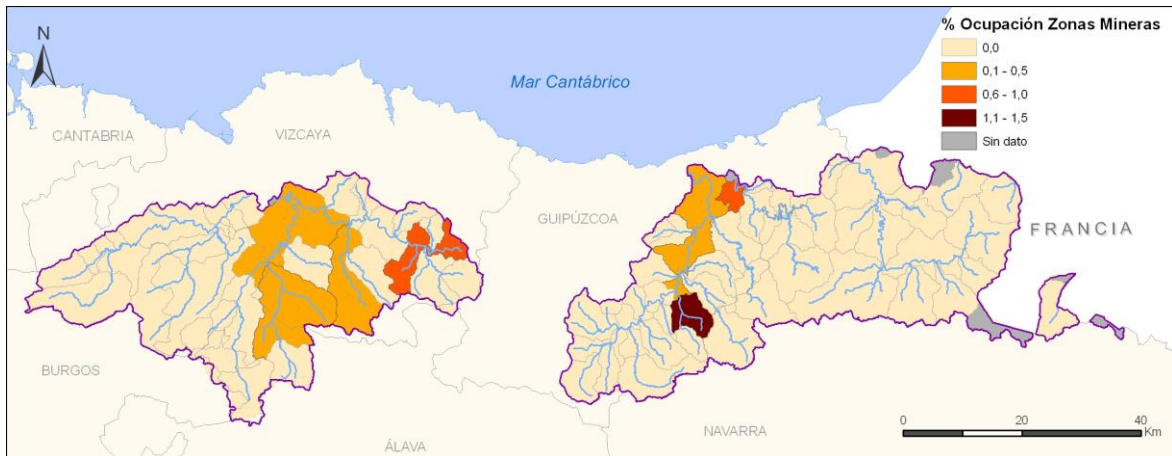 N
Mar Cantábrico
% Ocupación Zonas Mineras
0,0
0,1 - 0,5
0,6 - 1,0
1,1 - 1,5
Sin dato
CANTABRIA
VIZCAYA
GUIPÚZCOA
FRANCIA
BURGOS
ÁLAVA
NAVARRA
0 20 40
Km